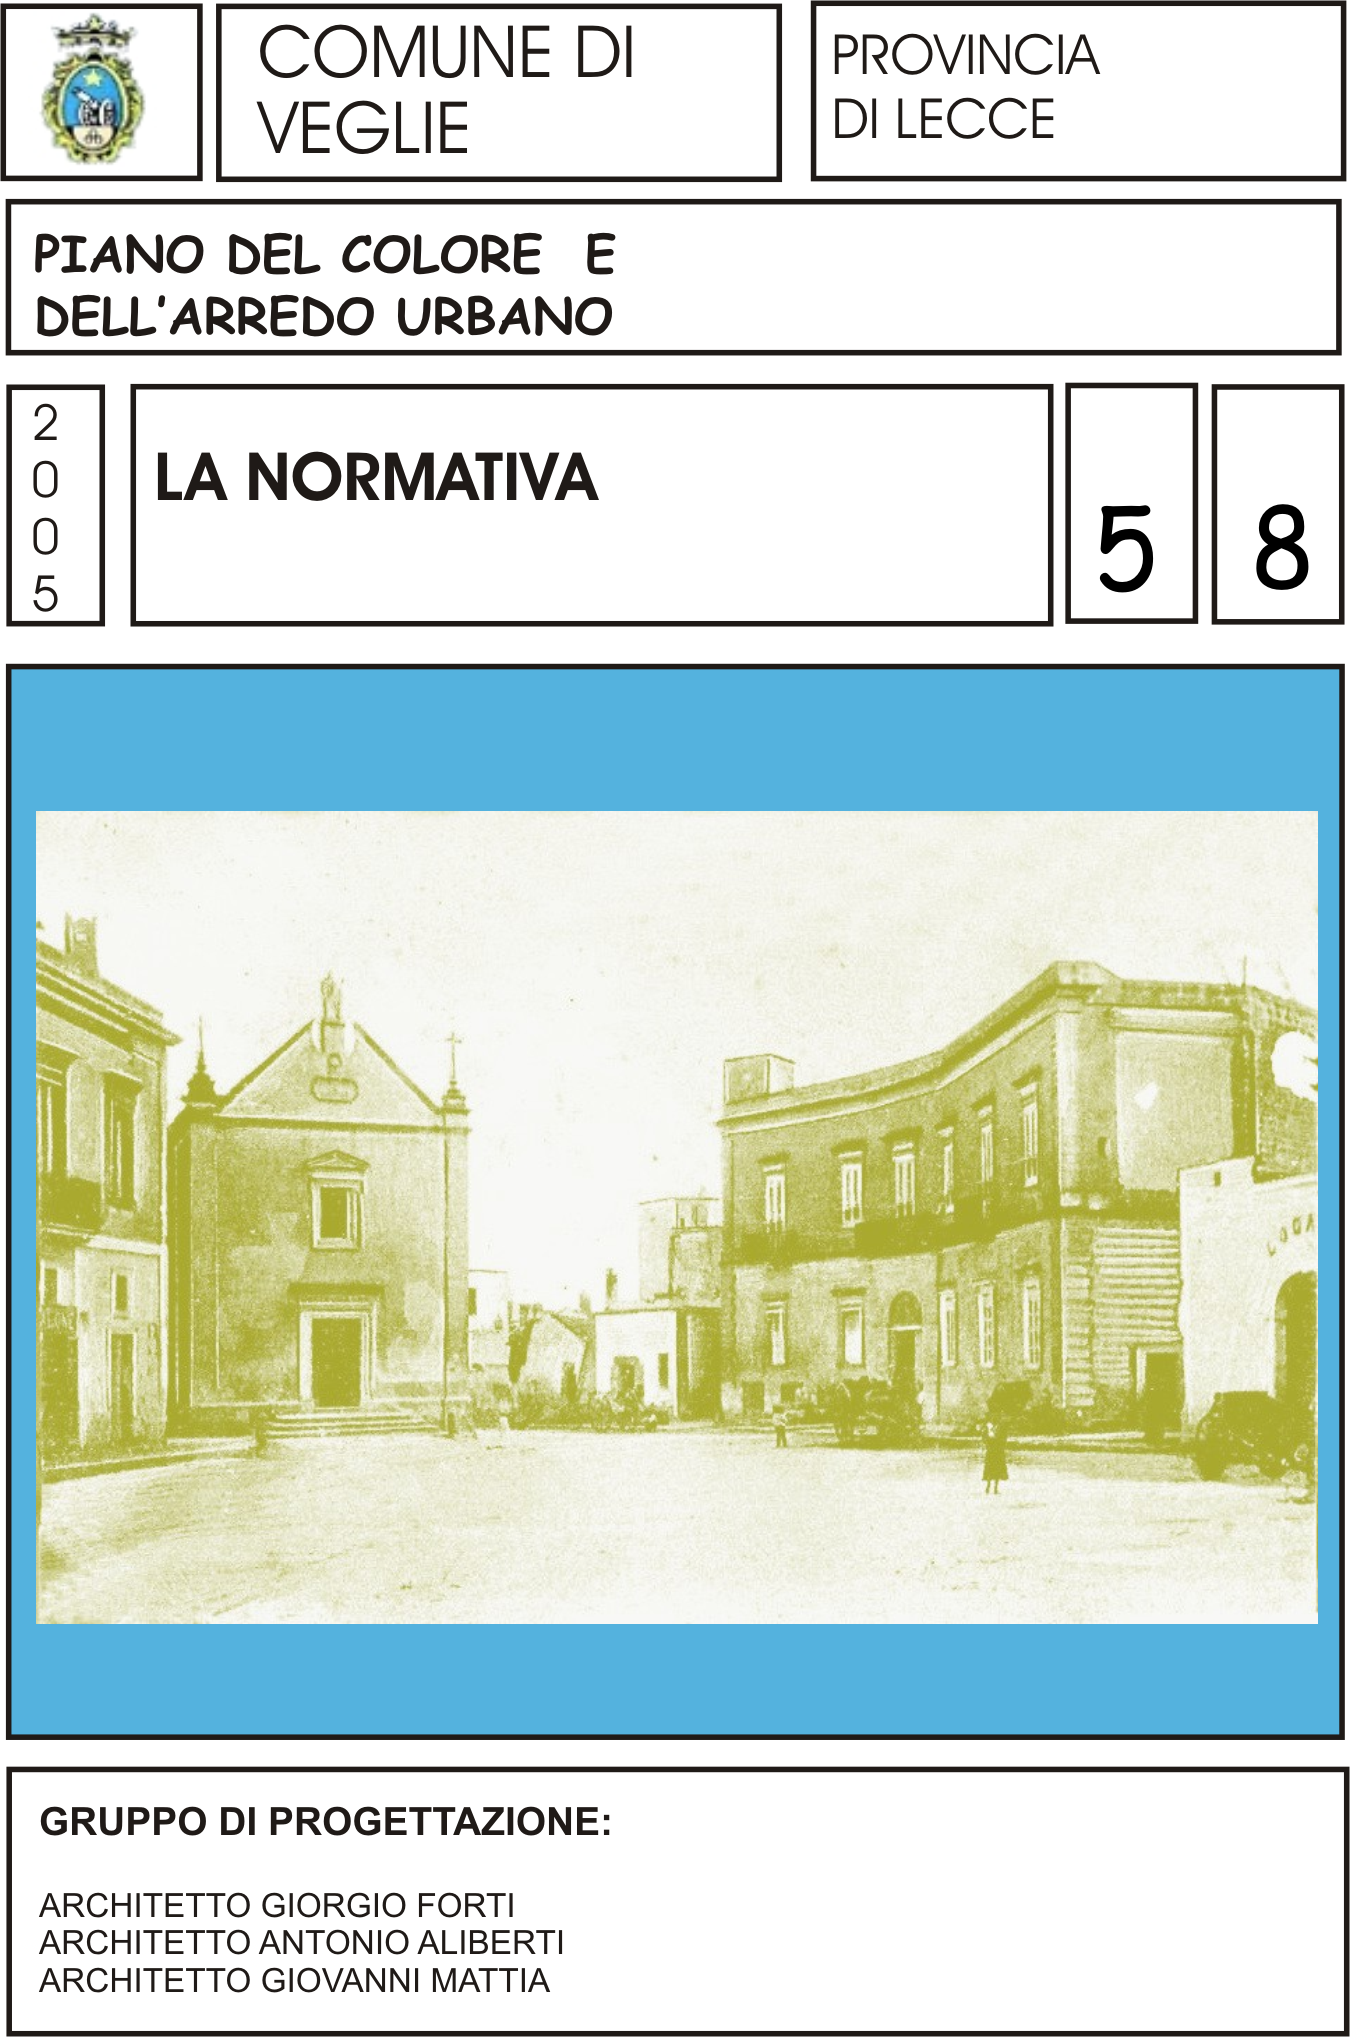 COMUNE DI
VEGLIE
PROVINCIA
DI LECCE
PIANO DEL COLORE E
DELL'ARREDO URBANO
2
0
0
5
LA NORMATIVA
5
8
GRUPPO DI PROGETTAZIONE:
ARCHITETTO GIORGIO FORTI
ARCHITETTO ANTONIO ALIBERTI
ARCHITETTO GIOVANNI MATTIA